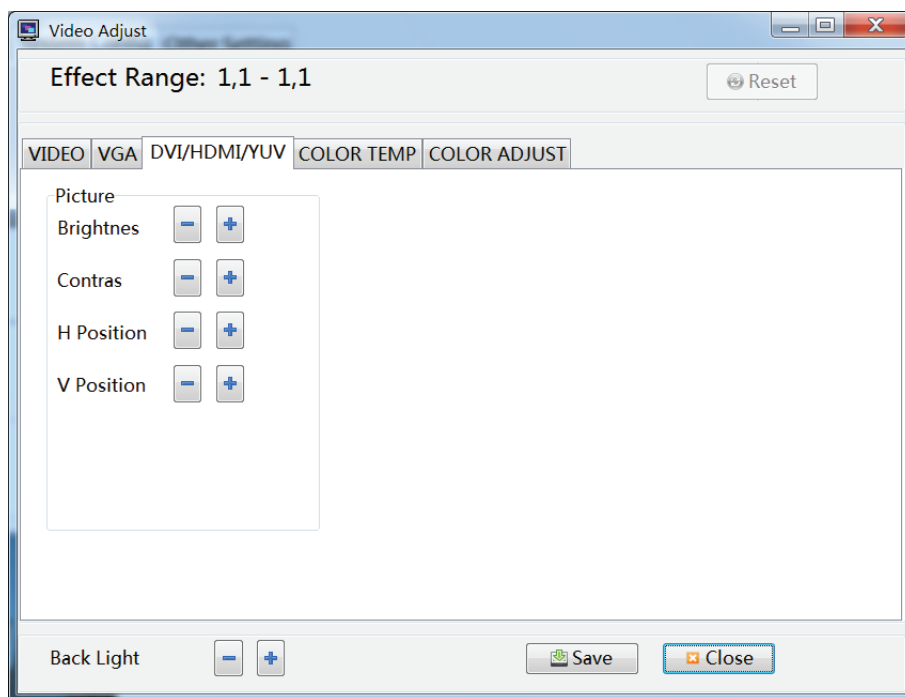 Video Adjust
Effect Range: 1,1 - 1,1
Reset
VIDEO VGA DVI/HDMI/YUV COLOR TEMP COLOR ADJUST
Picture
Brightnes
Contras
H Position
V Position
Back Light
Save
Close